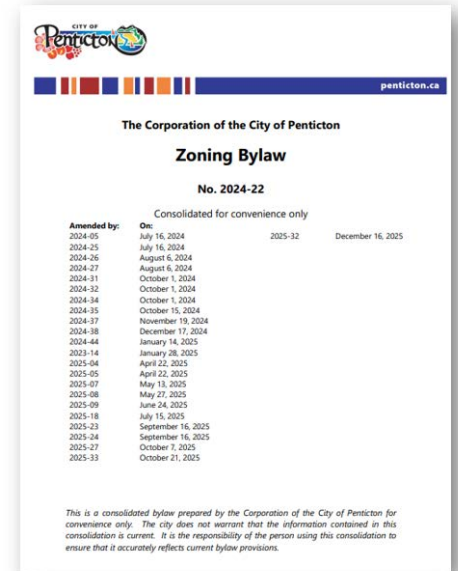 CITY OF
Penticton
penticton.ca
The Corporation of the City of Penticton
Zoning Bylaw
No. 2024-22
Consolidated for convenience only
Amended by: On:
2024-05 July 16, 2024 2025-32 December 16, 2025
2024-25 July 16, 2024
2024-26 August 6, 2024
2024-27 August 6, 2024
2024-31 October 1, 2024
2024-32 October 1, 2024
2024-34 October 1, 2024
2024-35 October 15, 2024
2024-37 November 19, 2024
2024-38 December 17, 2024
2024-44 January 14, 2025
2023-14 January 28, 2025
2025-04 April 22, 2025
2025-05 April 22, 2025
2025-07 May 13, 2025
2025-08 May 27, 2025
2025-09 June 24, 2025
2025-18 July 15, 2025
2025-23 September 16, 2025
2025-24 September 16, 2025
2025-27 October 7, 2025
2025-33 October 21, 2025
This is a consolidated bylaw prepared by the Corporation of the City of Penticton for
convenience only. The city does not warrant that the information contained in this
consolidation is current. It is the responsibility of the person using this consolidation to
ensure that it accurately reflects current bylaw provisions.